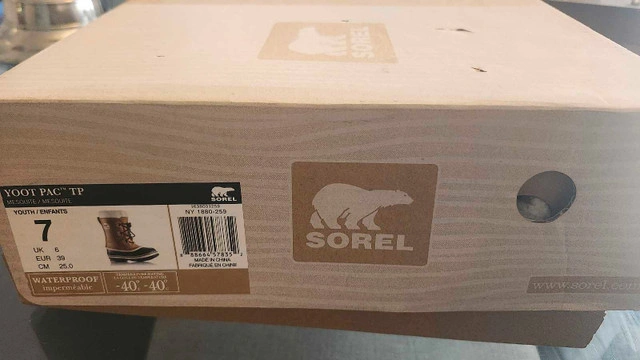 SOREL
YOOT PAC™ TP
MESQUITE / MESQUITE
SOREL
YOUTH / ENFANTS
NY 1880-259
7
UK 6
EUR 39
CM 25.0
MADE IN CHINA
FABRIQUÉ EN CHINE
WATERPROOF
imperméable
-40° -40°
SOREL
www.sorel.com